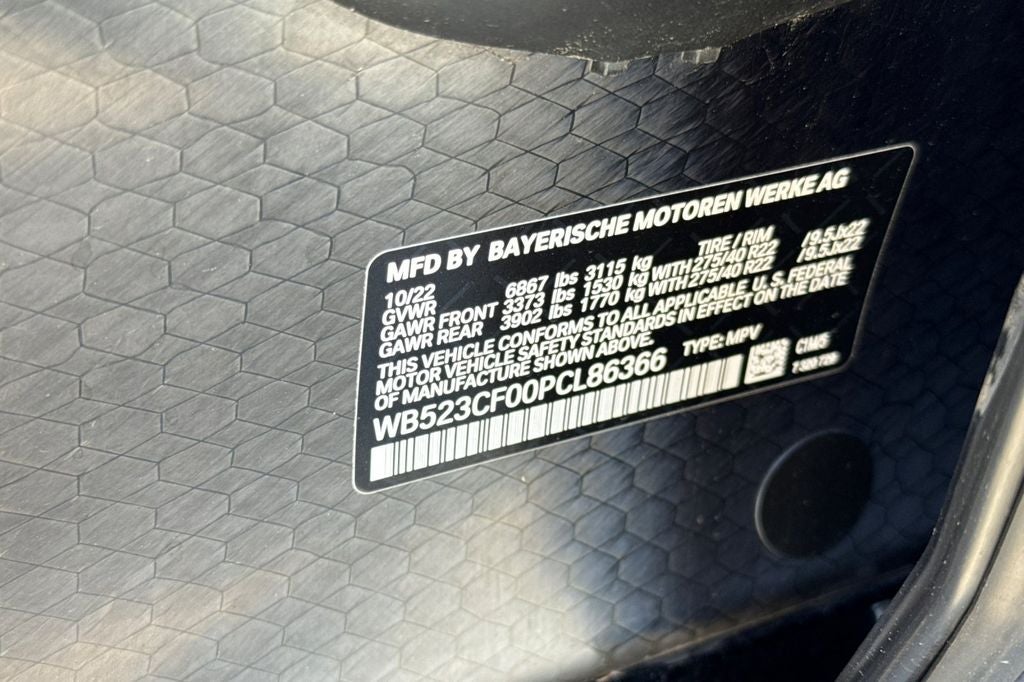 MFD BY BAYERISCHE MOTOREN WERKE AG
10/22 TIRE / RIM
GVWR 6867 lbs 3115 kg
GAWR FRONT 3373 lbs 1530 kg WITH 275/40 R22 /9.5Jx22
GAWR REAR 3902 lbs 1770 kg WITH 275/40 R22 /9.5Jx22
THIS VEHICLE CONFORMS TO ALL APPLICABLE U. S. FEDERAL
MOTOR VEHICLE SAFETY STANDARDS IN EFFECT ON THE DATE
OF MANUFACTURE SHOWN ABOVE.
WB523CF00PCL86366 TYPE: MPV